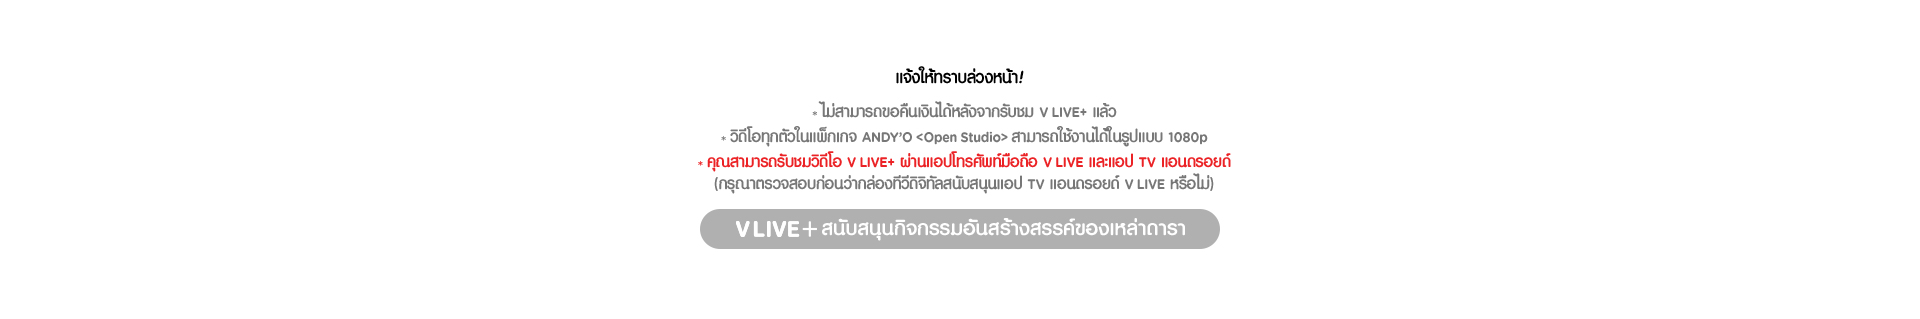 แจ้งให้ทราบล่วงหน้า!
* ไม่สามารถขอคืนเงินได้หลังจากรับชม V LIVE+ แล้ว
* วิดีโอทุกตัวในแพ็กเกจ ANDY'O <Open Studio> สามารถใช้งานได้ในรูปแบบ 1080p
* คุณสามารถรับชมวิดีโอ V LIVE+ ผ่านแอปโทรศัพท์มือถือ V LIVE และแอป TV แอนดรอยด์
(กรุณาตรวจสอบก่อนว่ากล่องทีวีดิจิทัลสนับสนุนแอป TV แอนดรอยด์ V LIVE หรือไม่)
V LIVE+ สนับสนุนกิจกรรมอันสร้างสรรค์ของเหล่าดารา